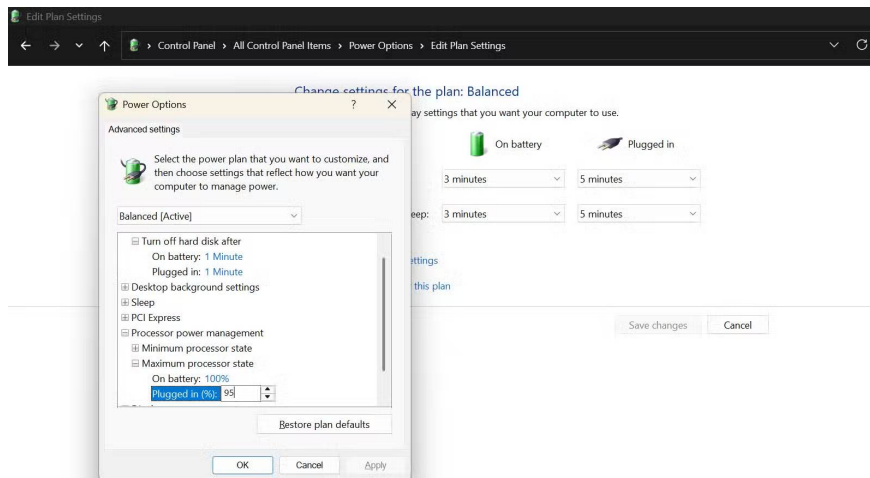 Edit Plan Settings
Control Panel > All Control Panel Items > Power Options > Edit Plan Settings
Change settings for the plan: Balanced
ay settings that you want your computer to use.
On battery
Plugged in
3 minutes
5 minutes
eep:
3 minutes
5 minutes
ettings
this plan
Save changes
Cancel
Power Options
?
Advanced settings
Select the power plan that you want to customize, and
then choose settings that reflect how you want your
computer to manage power.
Balanced [Active]
Turn off hard disk after
On battery: 1 Minute
Plugged in: 1 Minute
Desktop background settings
Sleep
PCI Express
Processor power management
Minimum processor state
Maximum processor state
On battery: 100%
Plugged in (%): 95
Restore plan defaults
OK
Cancel
Apply